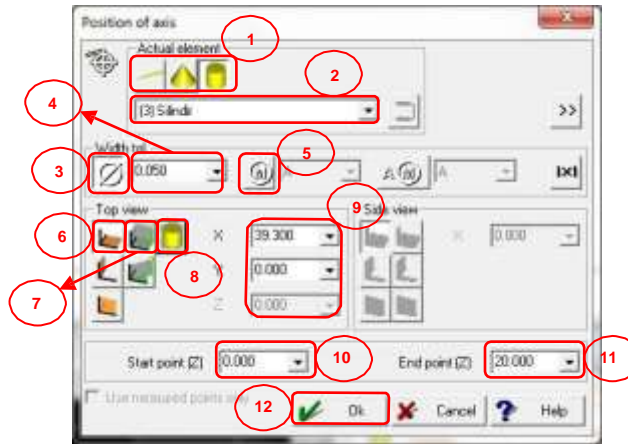 Position of axis
Actual element
1
2
(3) Silindir
>>
4
Width tol.
3
0.050
5
A
A
Top view
9
Side view
6
X
39.300
X
0.000
8
Y
0.000
7
Z
0.000
Start point (Z)
0.000
10
End point (Z)
20.000
11
Use measured points only
12
Ok
Cancel
Help